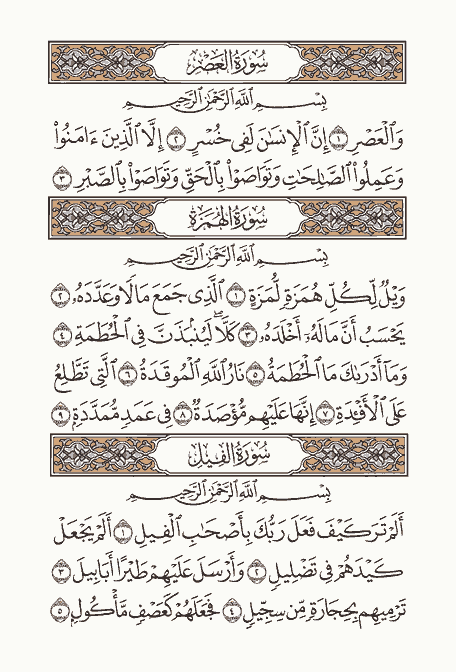 سُورَةُ العَصْرِ
بِسْمِ ٱللَّهِ ٱلرَّحْمَٰنِ ٱلرَّحِيمِ
وَٱلْعَصْرِ ١ إِنَّ ٱلْإِنسَٰنَ لَفِى خُسْرٍ ٢ إِلَّا ٱلَّذِينَ ءَامَنُوا۟
وَعَمِلُوا۟ ٱلصَّٰلِحَٰتِ وَتَوَاصَوْا۟ بِٱلْحَقِّ وَتَوَاصَوْا۟ بِٱلصَّبْرِ ٣
سُورَةُ الهُمَزَةِ
بِسْمِ ٱللَّهِ ٱلرَّحْمَٰنِ ٱلرَّحِيمِ
وَيْلٌ لِّكُلِّ هُمَزَةٍ لُّمَزَةٍ ١ ٱلَّذِى جَمَعَ مَالًا وَعَدَّدَهُۥ ٢
يَحْسَبُ أَنَّ مَالَهُۥٓ أَخْلَدَهُۥ ٣ كَلَّا ۖ لَيُنۢبَذَنَّ فِى ٱلْحُطَمَةِ ٤
وَمَآ أَدْرَىٰكَ مَا ٱلْحُطَمَةُ ٥ نَارُ ٱللَّهِ ٱلْمُوقَدَةُ ٦ ٱلَّتِى تَطَّلِعُ
عَلَى ٱلْأَفْـِٔدَةِ ٧ إِنَّهَا عَلَيْهِم مُّؤْصَدَةٌ ٨ فِى عَمَدٍ مُّمَدَّدَةٍۭ ٩
سُورَةُ الفِيلِ
بِسْمِ ٱللَّهِ ٱلرَّحْمَٰنِ ٱلرَّحِيمِ
أَلَمْ تَرَ كَيْفَ فَعَلَ رَبُّكَ بِأَصْحَٰبِ ٱلْفِيلِ ١ أَلَمْ يَجْعَلْ
كَيْدَهُمْ فِى تَضْلِيلٍ ٢ وَأَرْسَلَ عَلَيْهِمْ طَيْرًا أَبَابِيلَ ٣
تَرْمِيهِم بِحِجَارَةٍ مِّن سِجِّيلٍ ٤ فَجَعَلَهُمْ كَعَصْفٍ مَّأْكُولٍۭ ٥